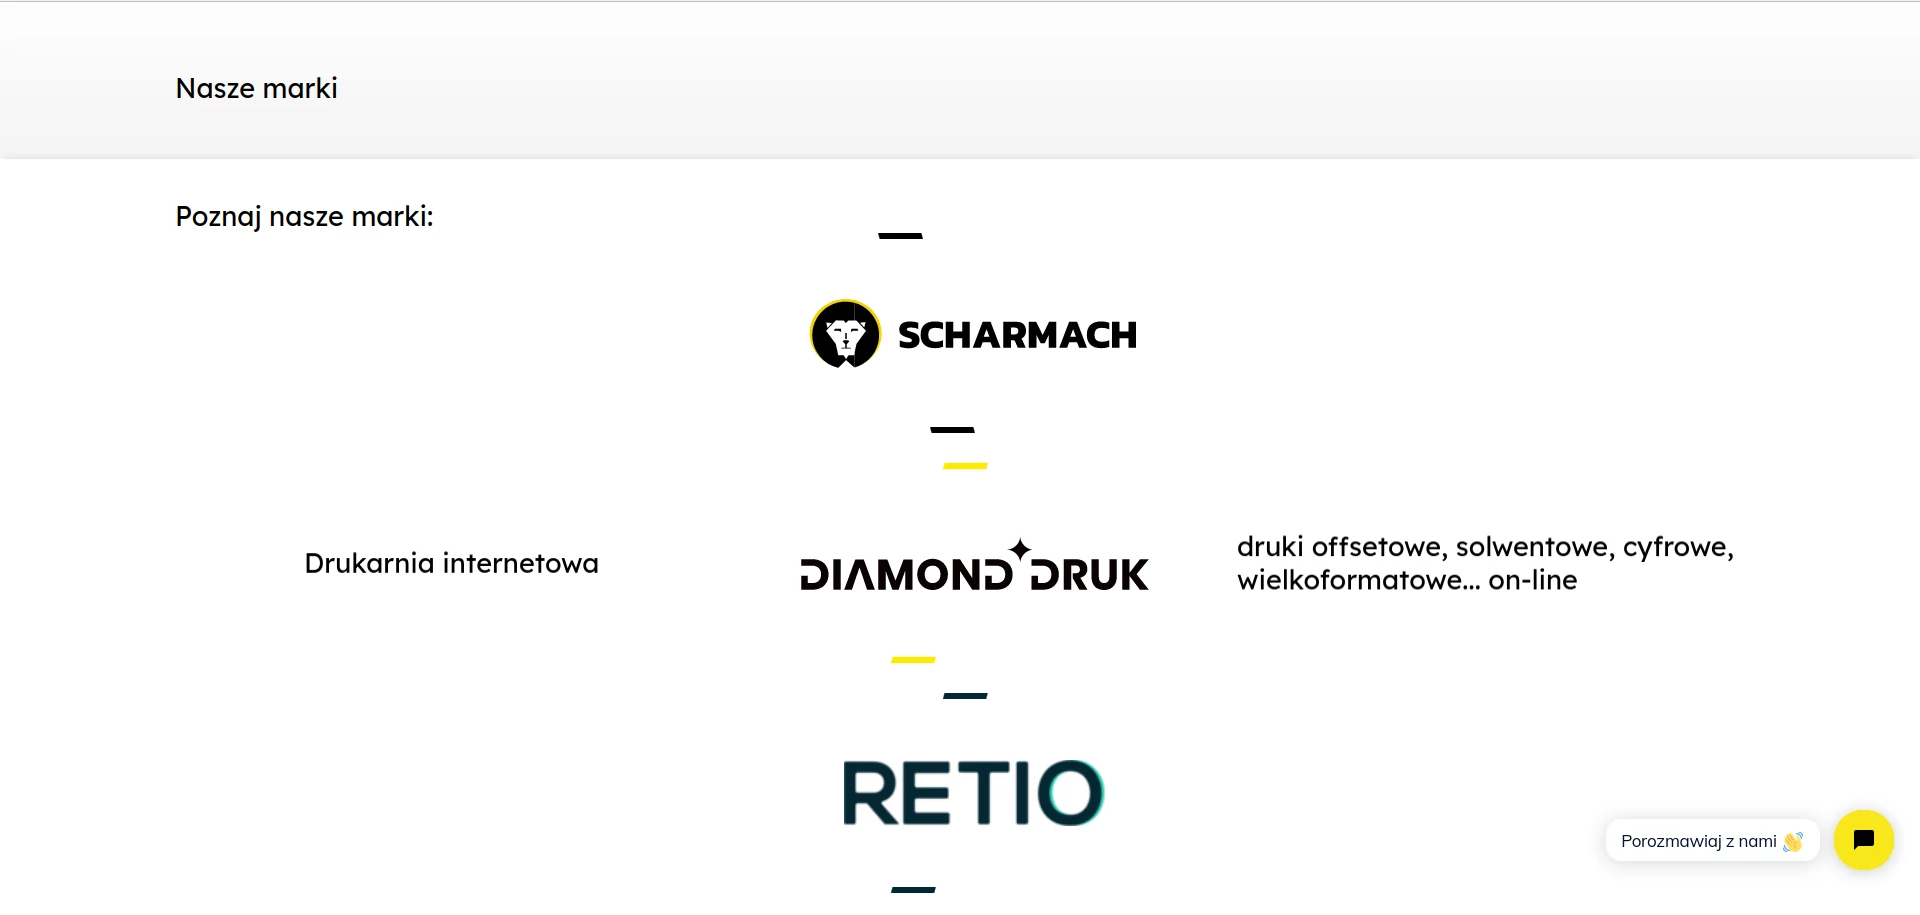 Nasze marki
Poznaj nasze marki:
SCHARMACH
Drukarnia internetowa
DIAMOND DRUK
druki offsetowe, solwentowe, cyfrowe,
wielkoformatowe... on-line
RETIO
Porozmawiaj z nami 👋